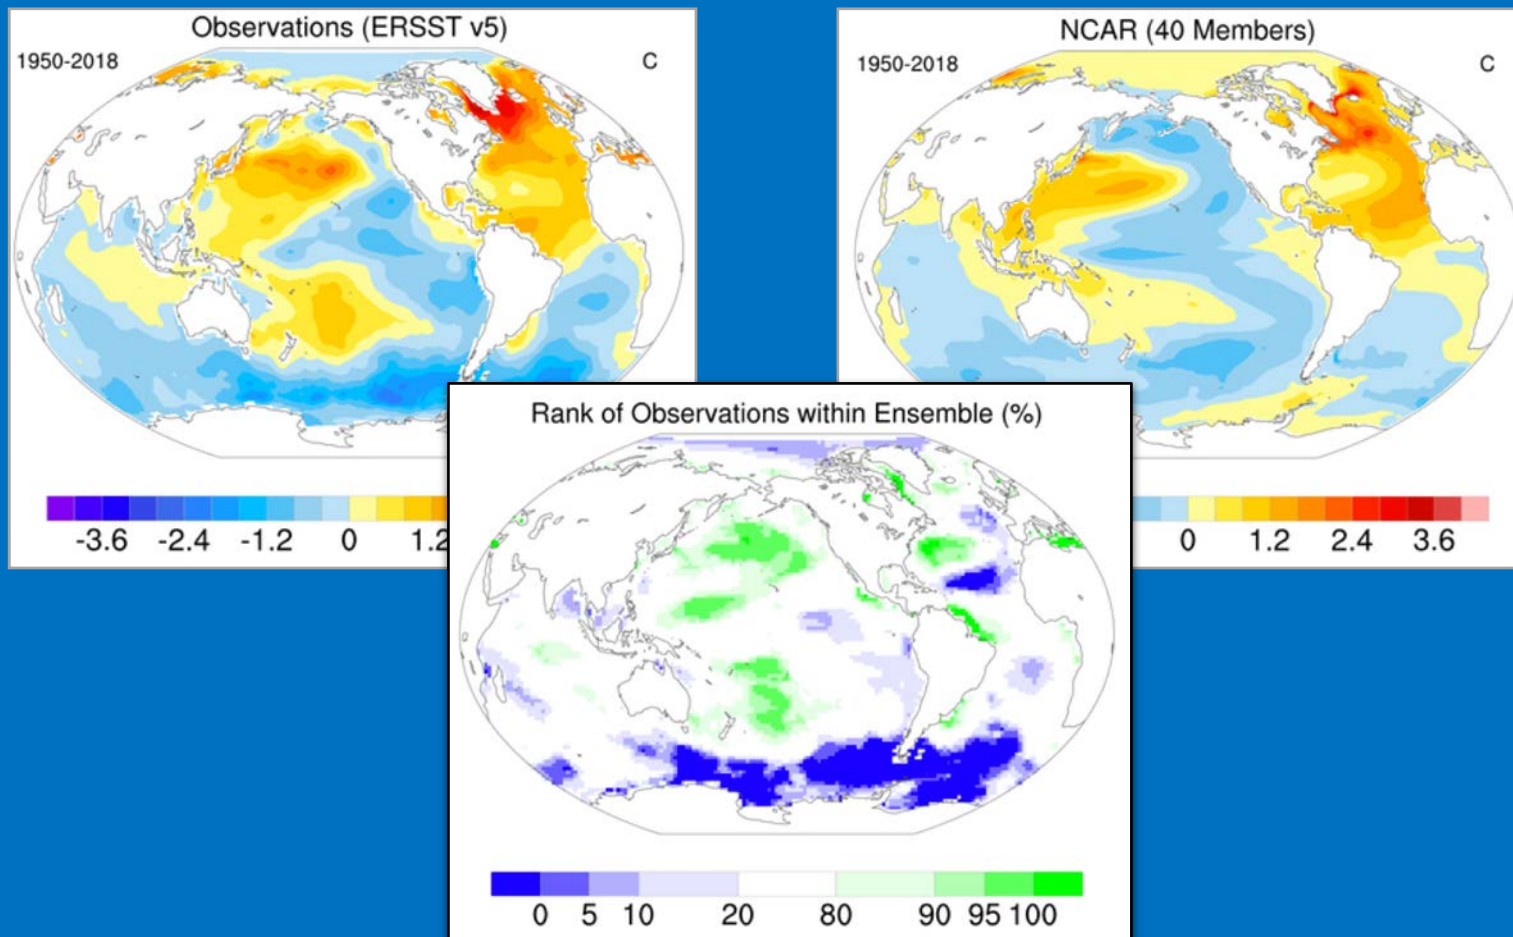 Observations (ERSST v5)
1950-2018
C
-3.6 -2.4 -1.2 0 1.2
NCAR (40 Members)
1950-2018
C
0 1.2 2.4 3.6
Rank of Observations within Ensemble (%)
0 5 10 20 80 90 95 100